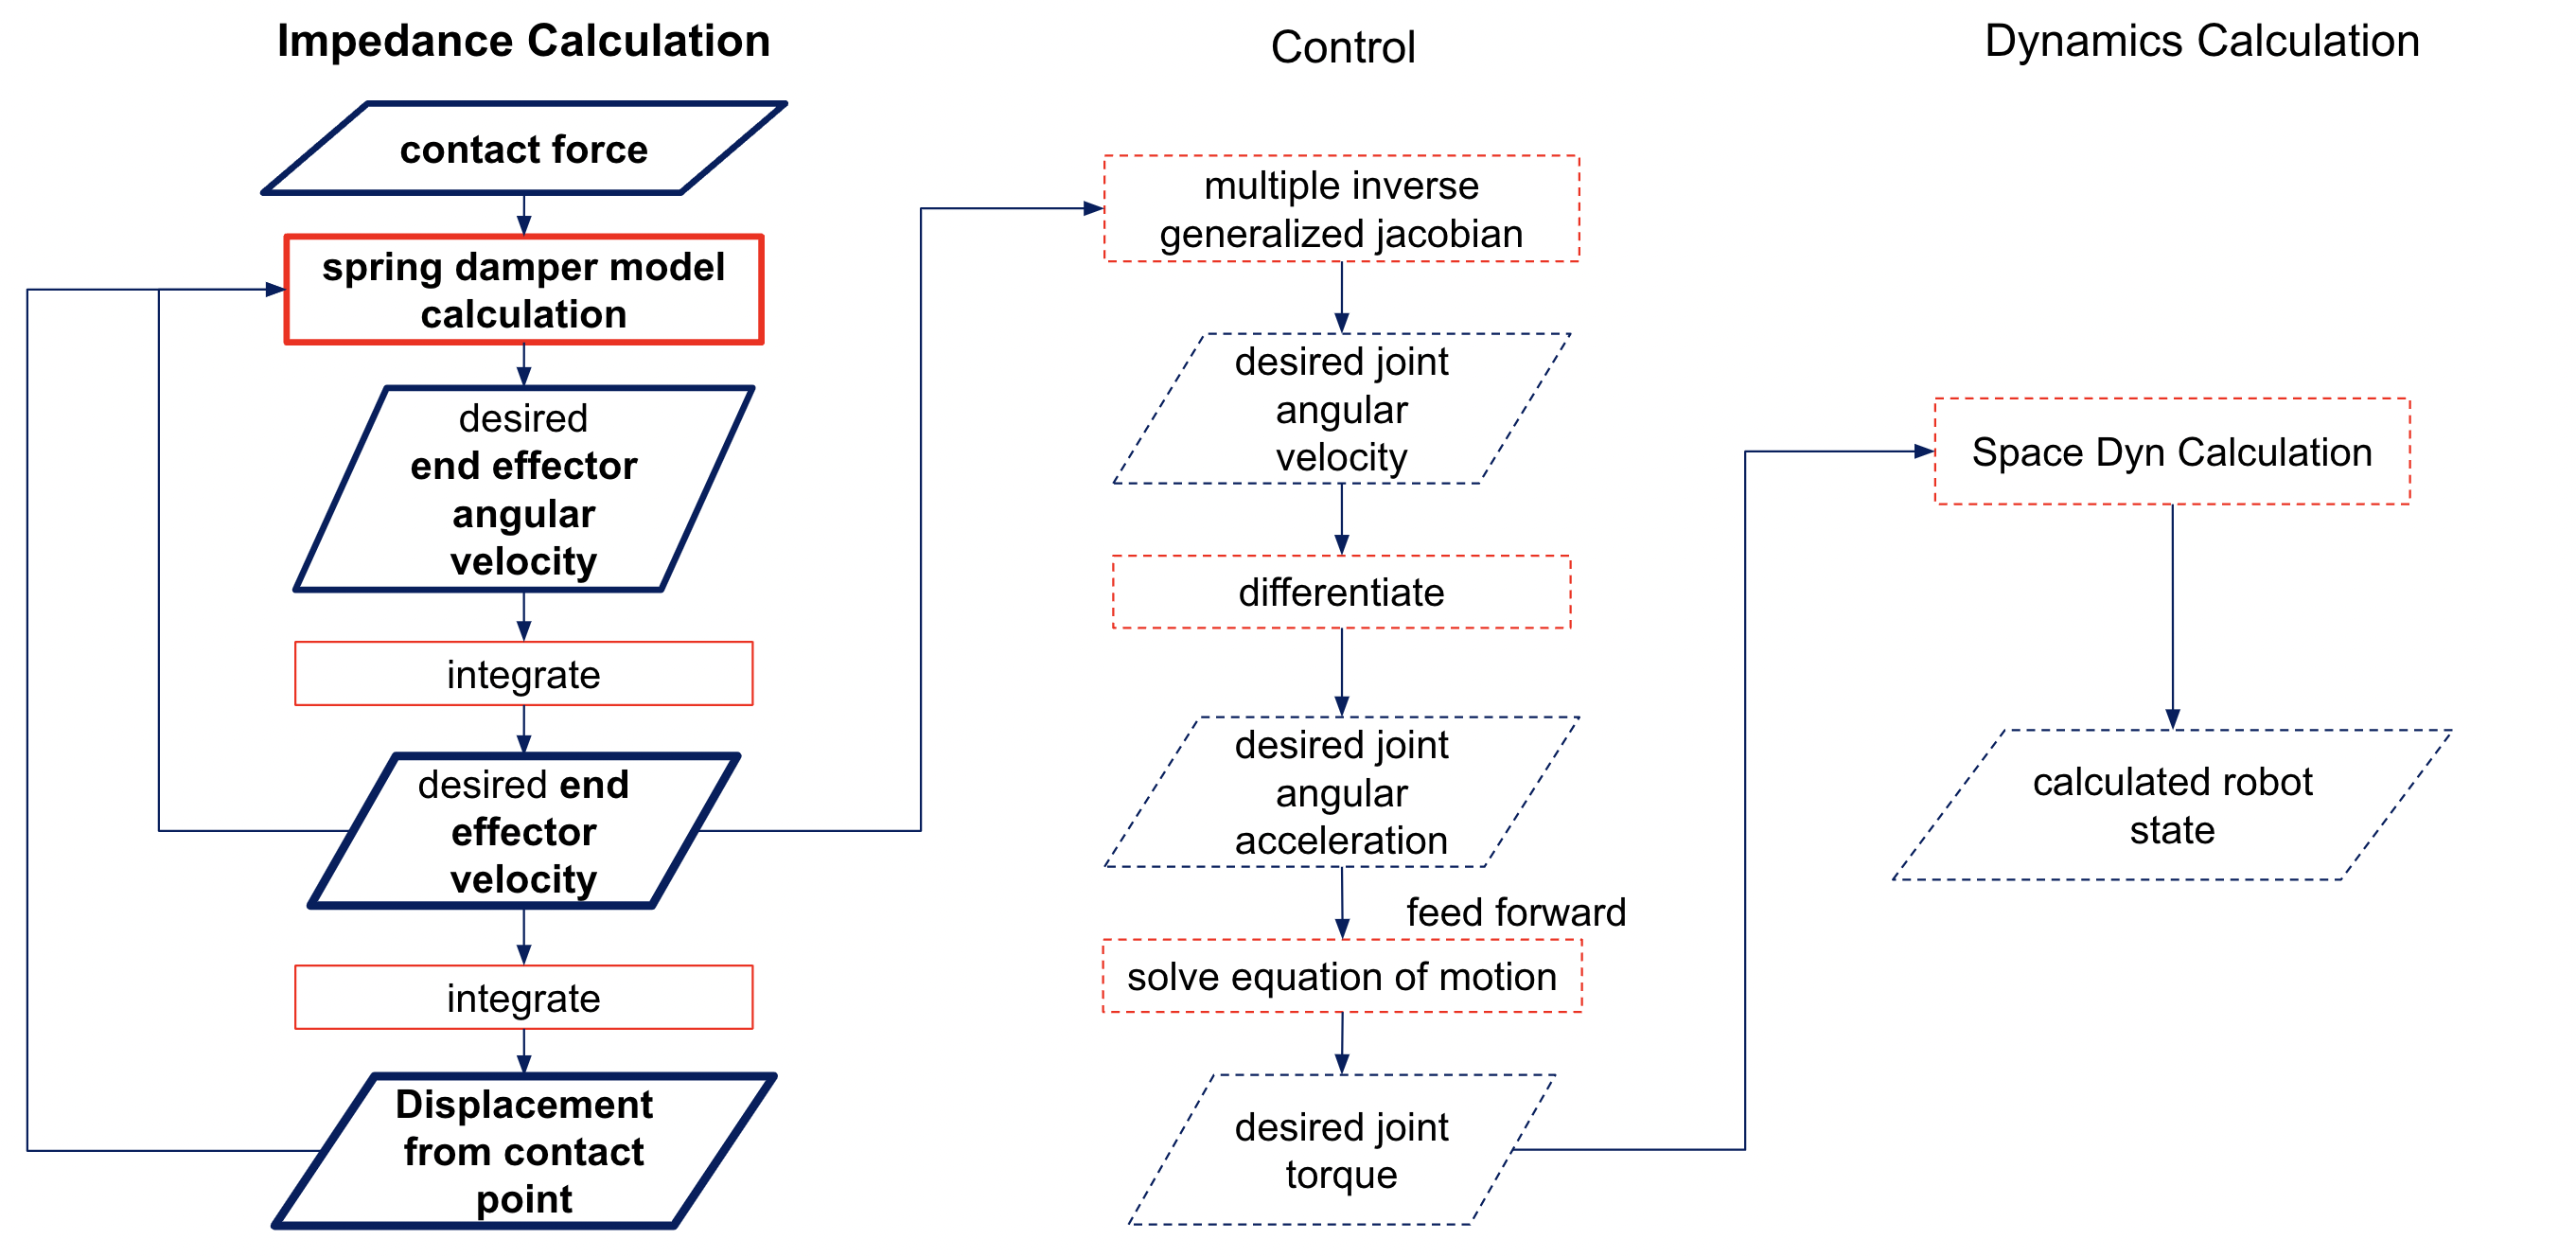 Impedance Calculation
contact force
spring damper model
calculation
desired
end effector
angular
velocity
integrate
desired end
effector
velocity
integrate
Displacement
from contact
point
Control
multiple inverse
generalized jacobian
desired joint
angular
velocity
differentiate
desired joint
angular
acceleration
feed forward
solve equation of motion
desired joint
torque
Dynamics Calculation
Space Dyn Calculation
calculated robot
state